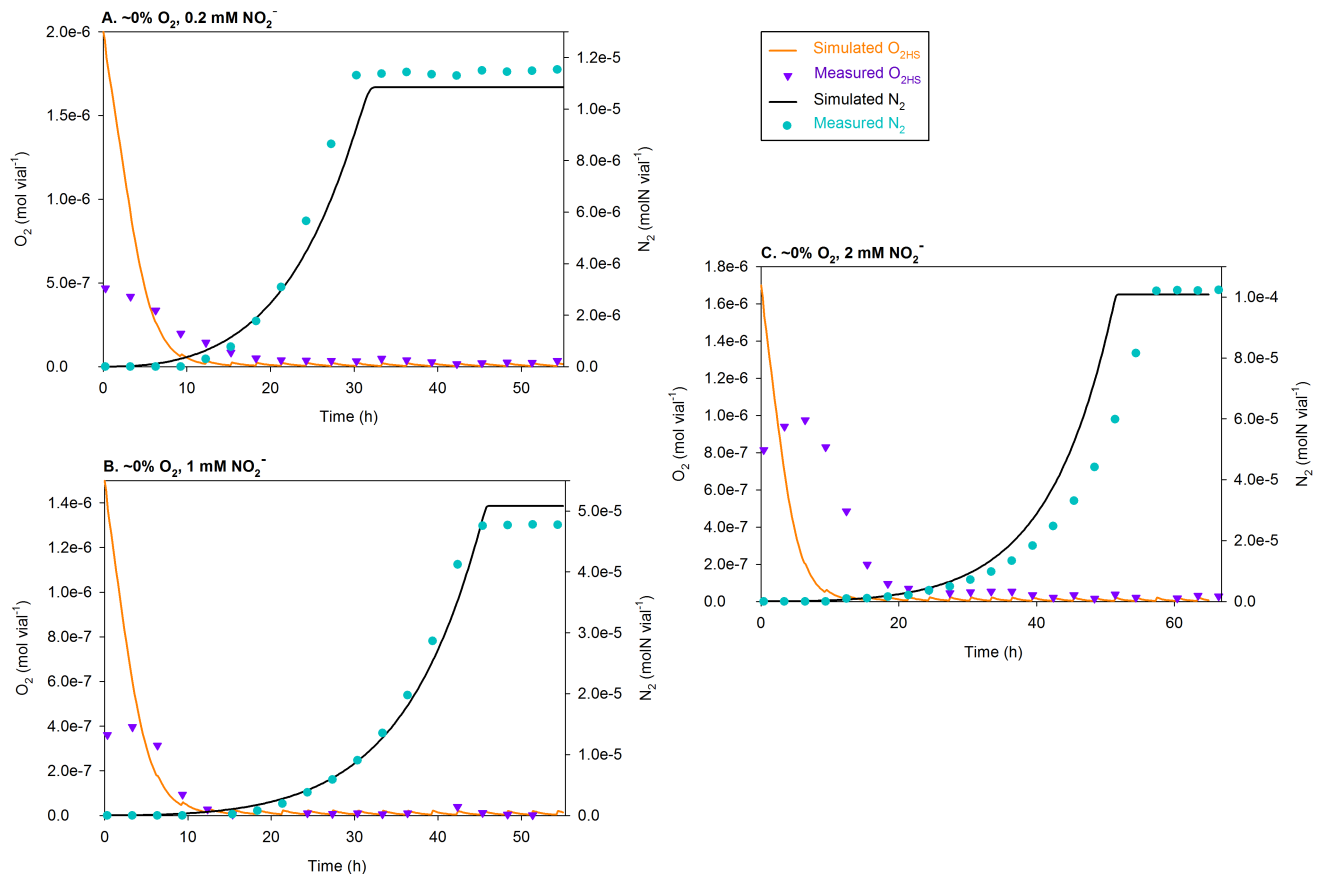 A. ~0% O₂, 0.2 mM NO₂⁻
2.0e-6
1.5e-6
1.0e-6
5.0e-7
0.0
O₂ (mol vial⁻¹)
1.2e-5
1.0e-5
8.0e-6
6.0e-6
4.0e-6
2.0e-6
0.0
N₂ (molN vial⁻¹)
0 10 20 30 40 50
Time (h)
Simulated O₂HS
Measured O₂HS
Simulated N₂
Measured N₂
B. ~0% O₂, 1 mM NO₂⁻
1.4e-6
1.2e-6
1.0e-6
8.0e-7
6.0e-7
4.0e-7
2.0e-7
0.0
O₂ (mol vial⁻¹)
5.0e-5
4.0e-5
3.0e-5
2.0e-5
1.0e-5
0.0
N₂ (molN vial⁻¹)
0 10 20 30 40 50
Time (h)
C. ~0% O₂, 2 mM NO₂⁻
1.8e-6
1.6e-6
1.4e-6
1.2e-6
1.0e-6
8.0e-7
6.0e-7
4.0e-7
2.0e-7
0.0
O₂ (mol vial⁻¹)
1.0e-4
8.0e-5
6.0e-5
4.0e-5
2.0e-5
0.0
N₂ (molN vial⁻¹)
0 20 40 60
Time (h)